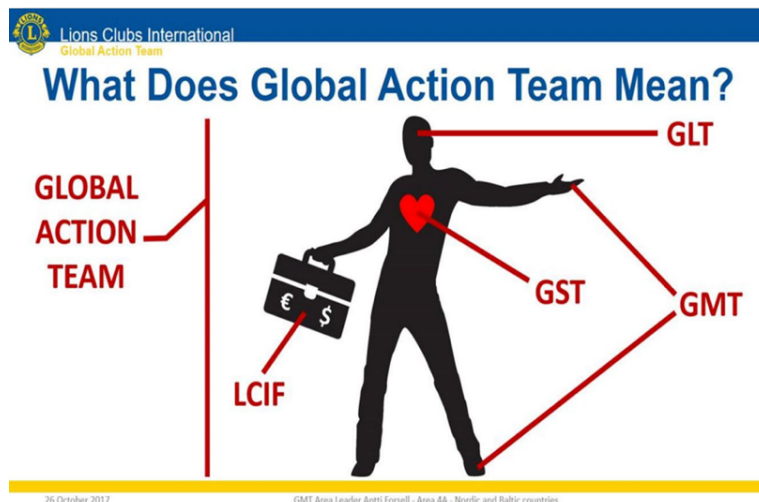 LIONS
L
Lions Clubs International
Global Action Team
What Does Global Action Team Mean?
GLT
GLOBAL
ACTION
TEAM
GST
GMT
€ $
LCIF
26 October 2017
GMT Area Leader Antti Forsell - Area 4A - Nordic and Baltic countries